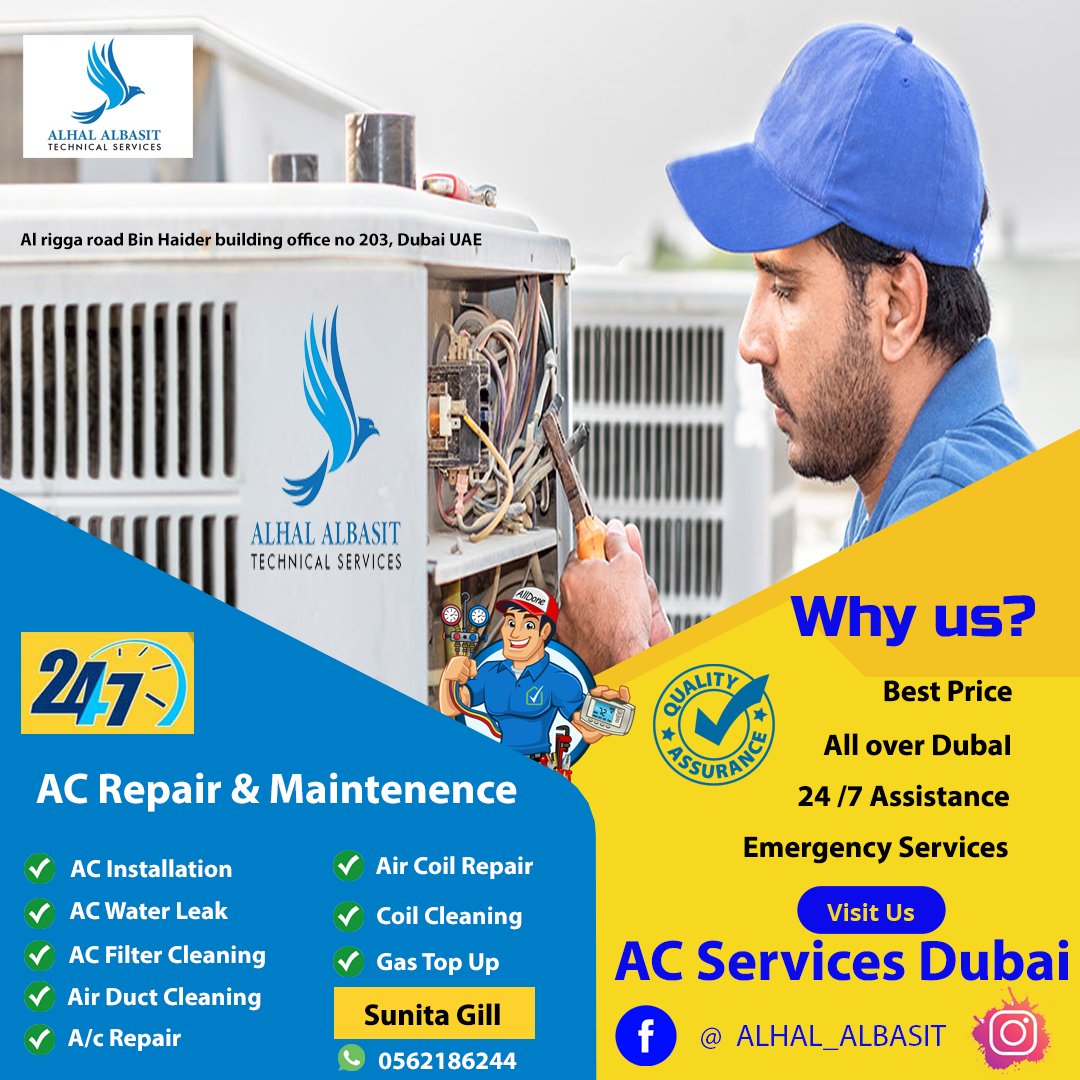 ALHAL ALBASIT
TECHNICAL SERVICES
Al rigga road Bin Haider building office no 203, Dubai UAE
ALHAL ALBASIT
TECHNICAL SERVICES
AllDone
24-7
AC Repair & Maintenence
AC Installation
AC Water Leak
AC Filter Cleaning
Air Duct Cleaning
A/c Repair
Air Coil Repair
Coil Cleaning
Gas Top Up
Sunita Gill
0562186244
Why us?
QUALITY
ASSURANCE
Best Price
All over DubaI
24 /7 Assistance
Emergency Services
Visit Us
AC Services Dubai
f @ ALHAL_ALBASIT